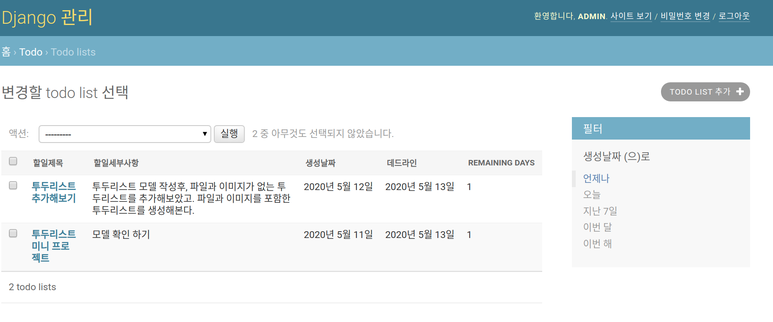 Django 관리
환영합니다, ADMIN. 사이트 보기 / 비밀번호 변경 / 로그아웃
홈 › Todo › Todo lists
변경할 todo list 선택
TODO LIST 추가 +
액션: --------- 실행 2 중 아무것도 선택되지 않았습니다.
할일제목 할일세부사항 생성날짜 데드라인 REMAINING DAYS
투두리스트 투두리스트 모델 작성후, 파일과 이미지가 없는 투 2020년 5월 12일 2020년 5월 13일 1
추가해보기 두리스트를 추가해보았고. 파일과 이미지를 포함한
투두리스트를 생성해본다.
투두리스트 모델 확인 하기 2020년 5월 11일 2020년 5월 13일 1
미니 프로
젝트
2 todo lists
필터
생성날짜 (으)로
언제나
오늘
지난 7일
이번 달
이번 해